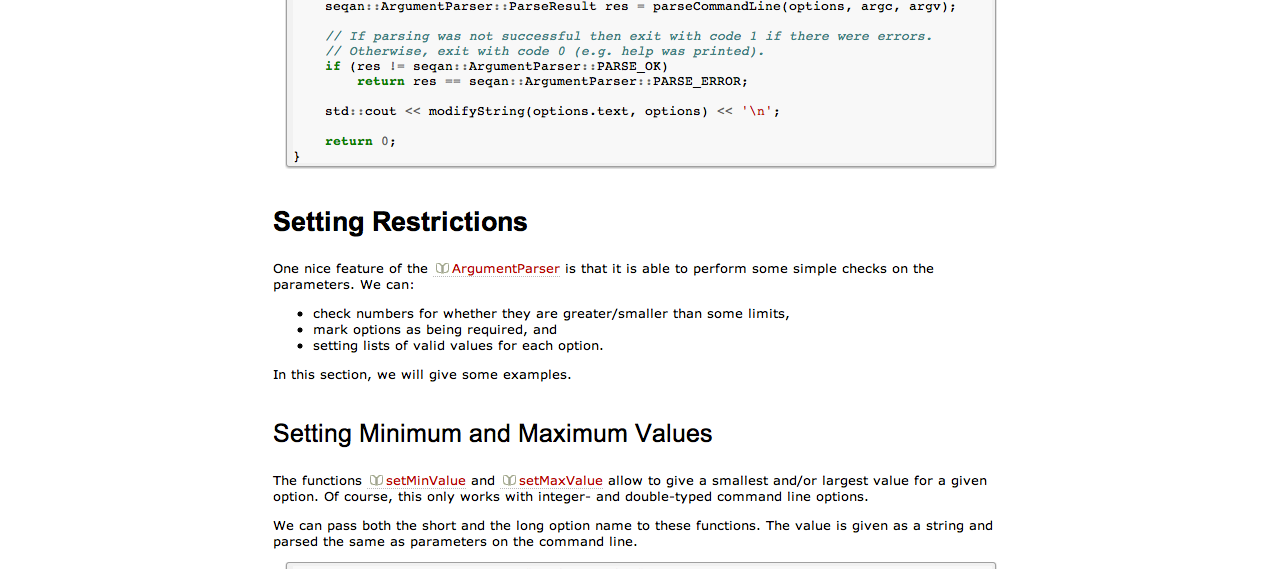 seqan::ArgumentParser::ParseResult res = parseCommandLine(options, argc, argv);
// If parsing was not successful then exit with code 1 if there were errors.
// Otherwise, exit with code 0 (e.g. help was printed).
if (res != seqan::ArgumentParser::PARSE_OK)
return res == seqan::ArgumentParser::PARSE_ERROR;
std::cout << modifyString(options.text, options) << '\n';
return 0;
}
Setting Restrictions
One nice feature of the ArgumentParser is that it is able to perform some simple checks on the
parameters. We can:
• check numbers for whether they are greater/smaller than some limits,
• mark options as being required, and
• setting lists of valid values for each option.
In this section, we will give some examples.
Setting Minimum and Maximum Values
The functions setMinValue and setMaxValue allow to give a smallest and/or largest value for a given
option. Of course, this only works with integer- and double-typed command line options.
We can pass both the short and the long option name to these functions. The value is given as a string and
parsed the same as parameters on the command line.